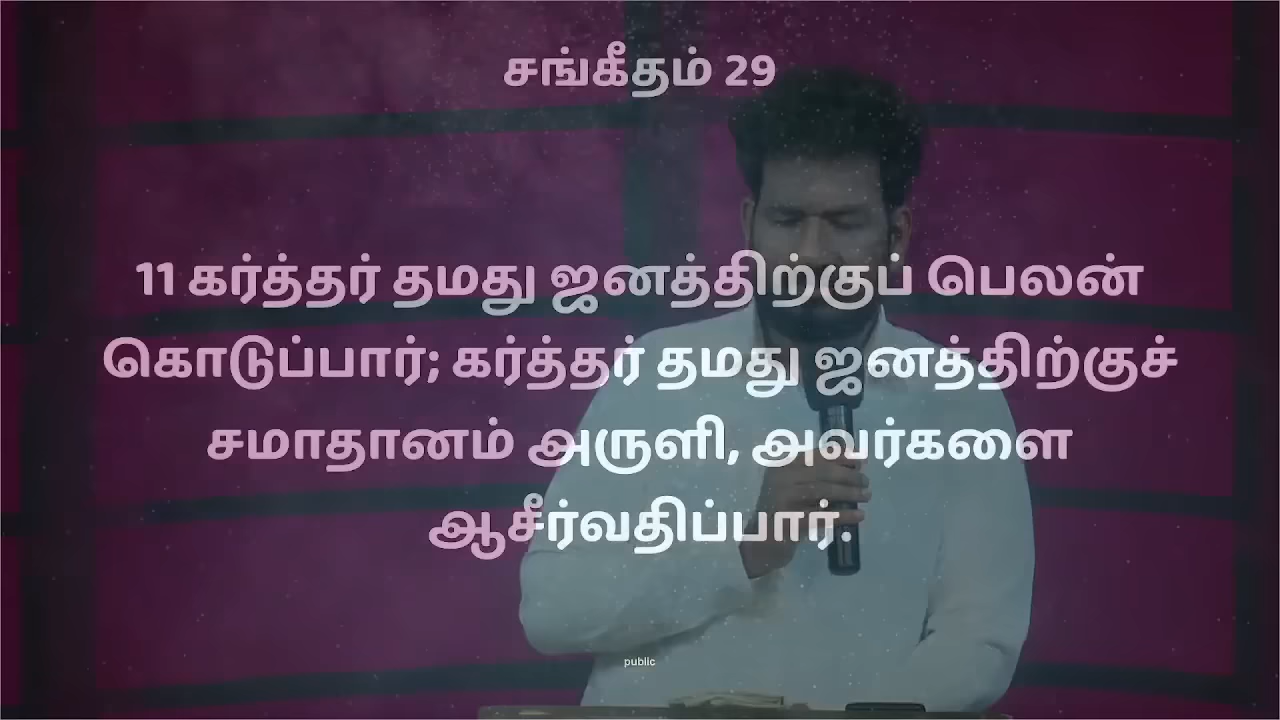 சங்கீதம் 29
11 கர்த்தர் தமது ஜனத்திற்குப் பெலன்
கொடுப்பார்; கர்த்தர் தமது ஜனத்திற்குச்
சமாதானம் அருளி, அவர்களை
ஆசீர்வதிப்பார்.
public